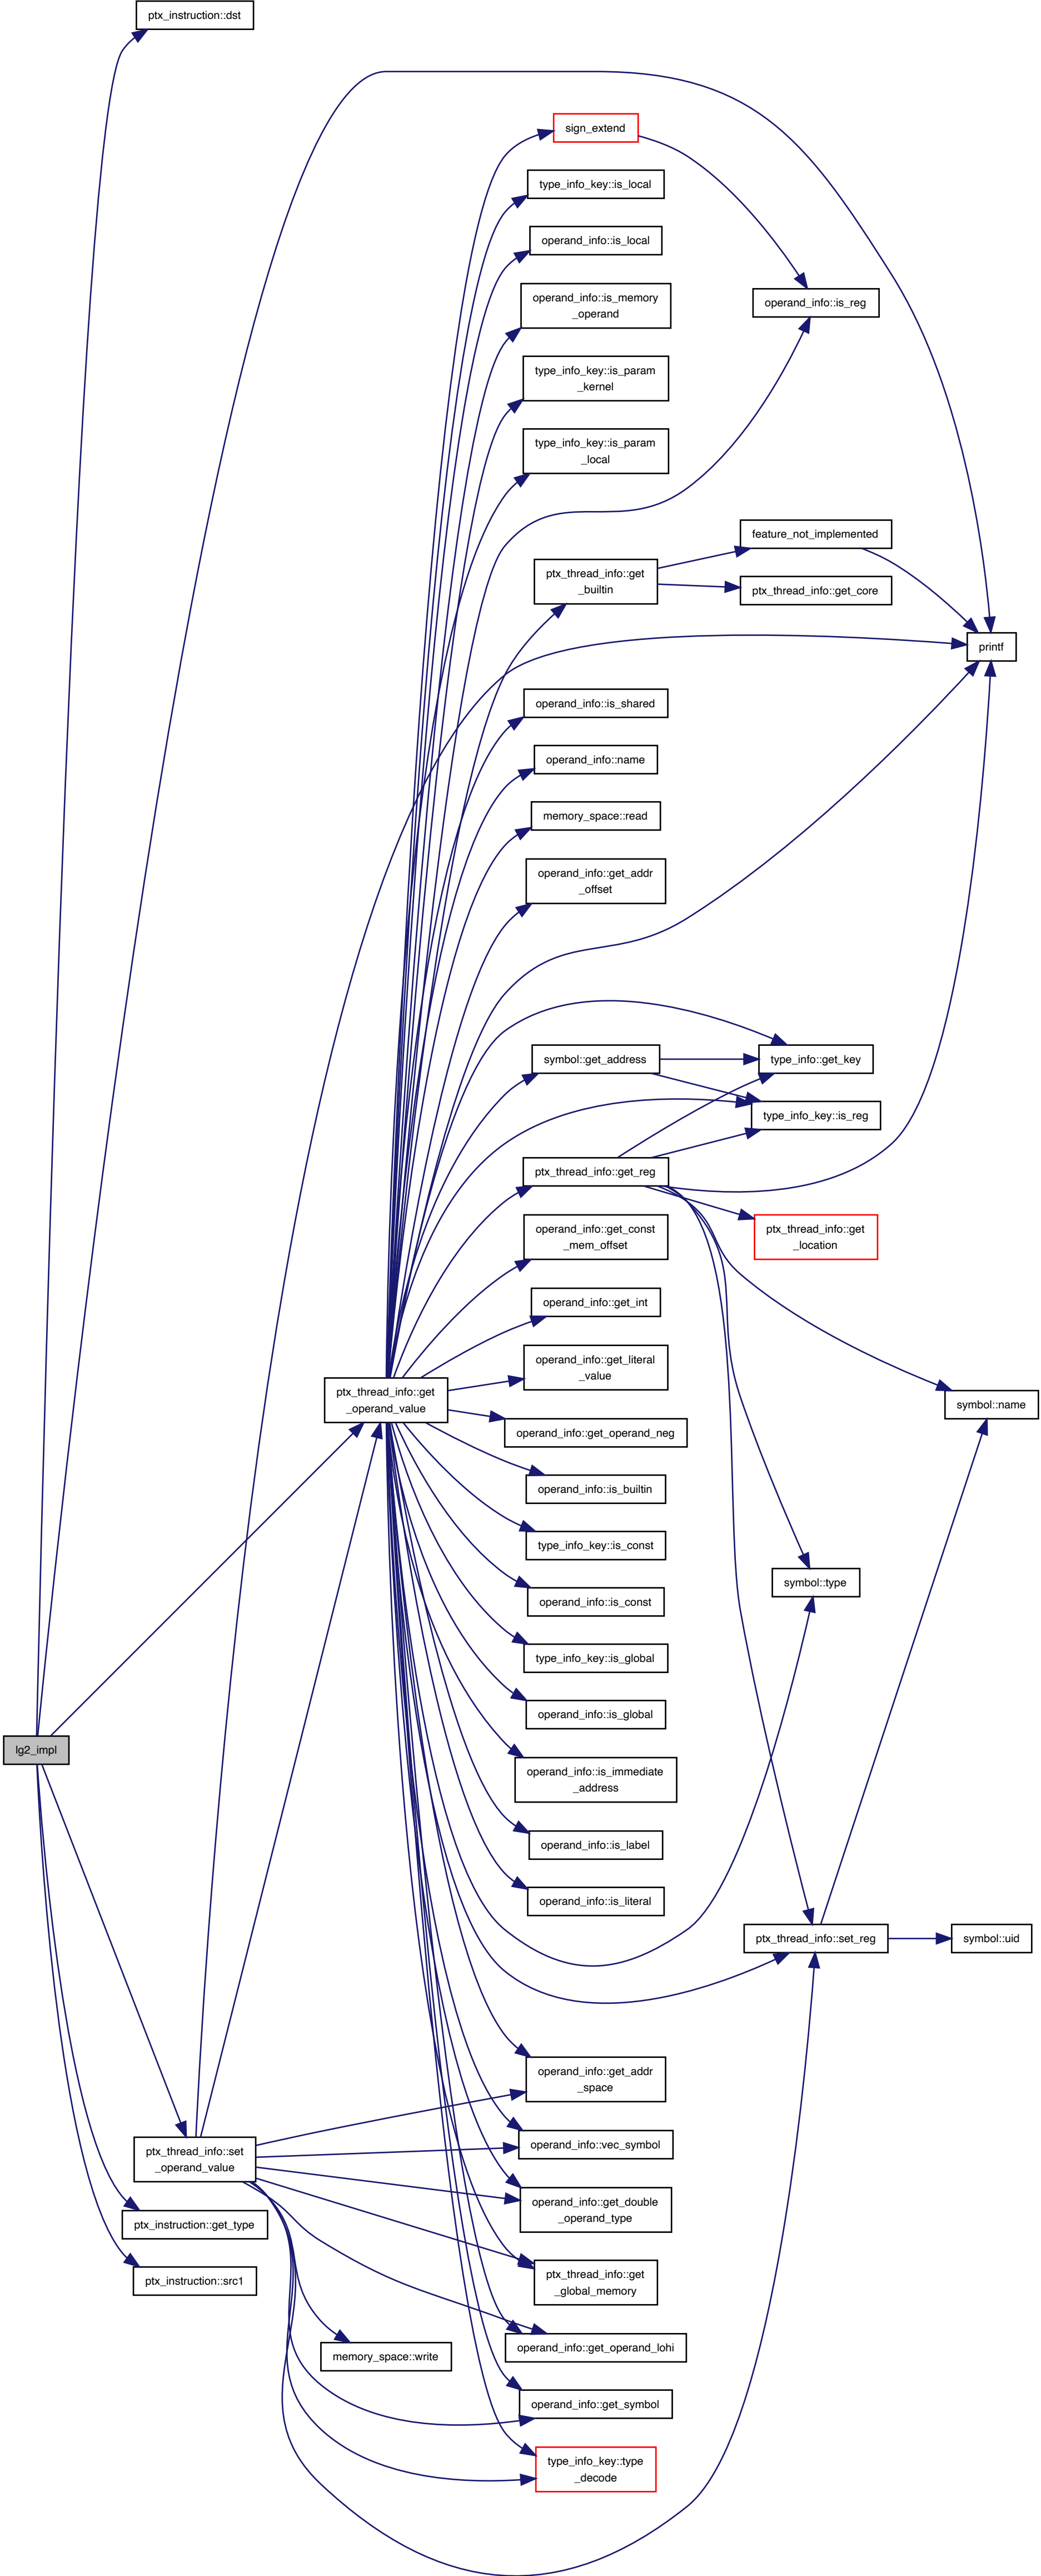 ptx_instruction::dst
sign_extend
type_info_key::is_local
operand_info::is_local
operand_info::is_memory
_operand
operand_info::is_reg
type_info_key::is_param
_kernel
type_info_key::is_param
_local
feature_not_implemented
ptx_thread_info::get
_builtin
ptx_thread_info::get_core
printf
operand_info::is_shared
operand_info::name
memory_space::read
operand_info::get_addr
_offset
symbol::get_address
type_info::get_key
type_info_key::is_reg
ptx_thread_info::get_reg
operand_info::get_const
_mem_offset
ptx_thread_info::get
_location
operand_info::get_int
operand_info::get_literal
_value
ptx_thread_info::get
_operand_value
symbol::name
operand_info::get_operand_neg
operand_info::is_builtin
type_info_key::is_const
symbol::type
operand_info::is_const
type_info_key::is_global
operand_info::is_global
lg2_impl
operand_info::is_immediate
_address
operand_info::is_label
operand_info::is_literal
ptx_thread_info::set_reg
symbol::uid
operand_info::get_addr
_space
operand_info::vec_symbol
ptx_thread_info::set
_operand_value
operand_info::get_double
_operand_type
ptx_instruction::get_type
ptx_thread_info::get
_global_memory
ptx_instruction::src1
operand_info::get_operand_lohi
memory_space::write
operand_info::get_symbol
type_info_key::type
_decode